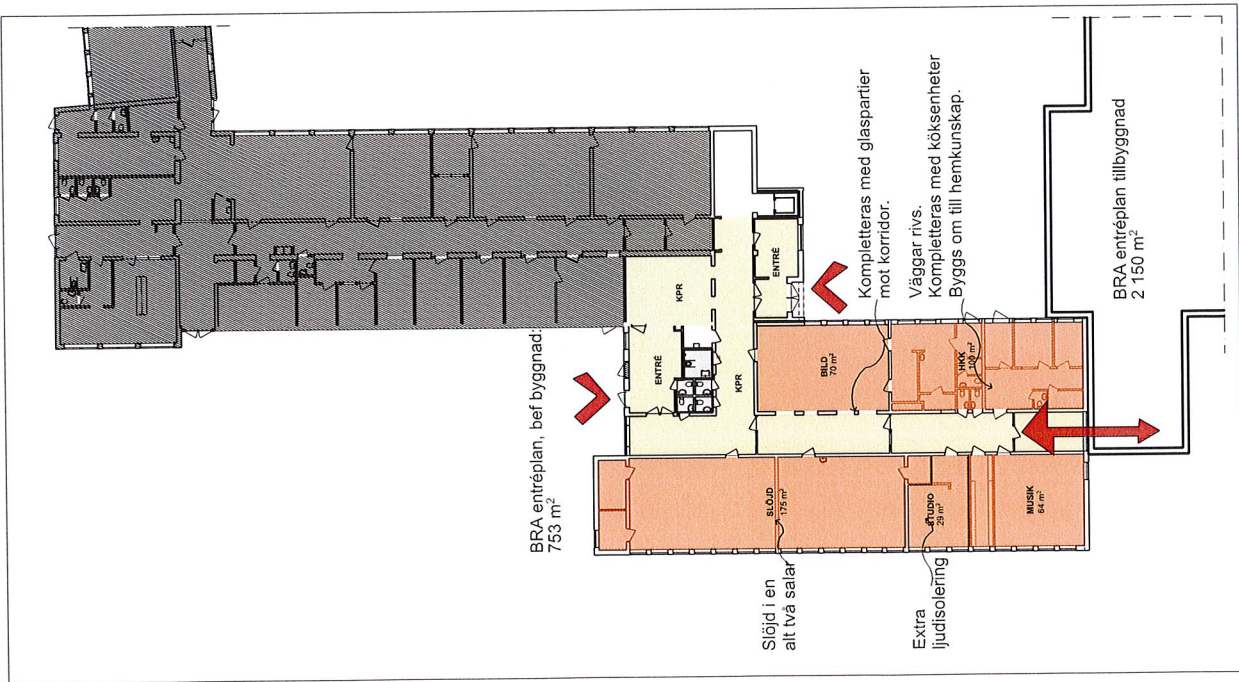 BRA entréplan, bef byggnad:
753 m²
ENTRÉ
KPR
ENTRÉ
KPR
Kompletteras med glaspartier
mot korridor.
Väggar rivs.
Kompletteras med köksenheter
Byggs om till hemkunskap.
BRA entréplan tillbyggnad
2 150 m²
BILD
70 m²
HKK
100 m²
SLÖJD
175 m²
STUDIO
29 m²
MUSIK
64 m²
Slöjd i en
alt två salar
Extra
ljudisolering